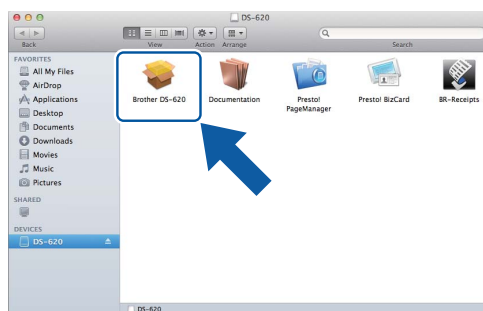 DS-620
Back
View
Action
Arrange
Search
FAVORITES
All My Files
AirDrop
Applications
Desktop
Documents
Downloads
Movies
Music
Pictures
SHARED
DEVICES
DS-620
Brother DS-620
Documentation
Presto!
PageManager
Presto! BizCard
BR-Receipts
DS-620